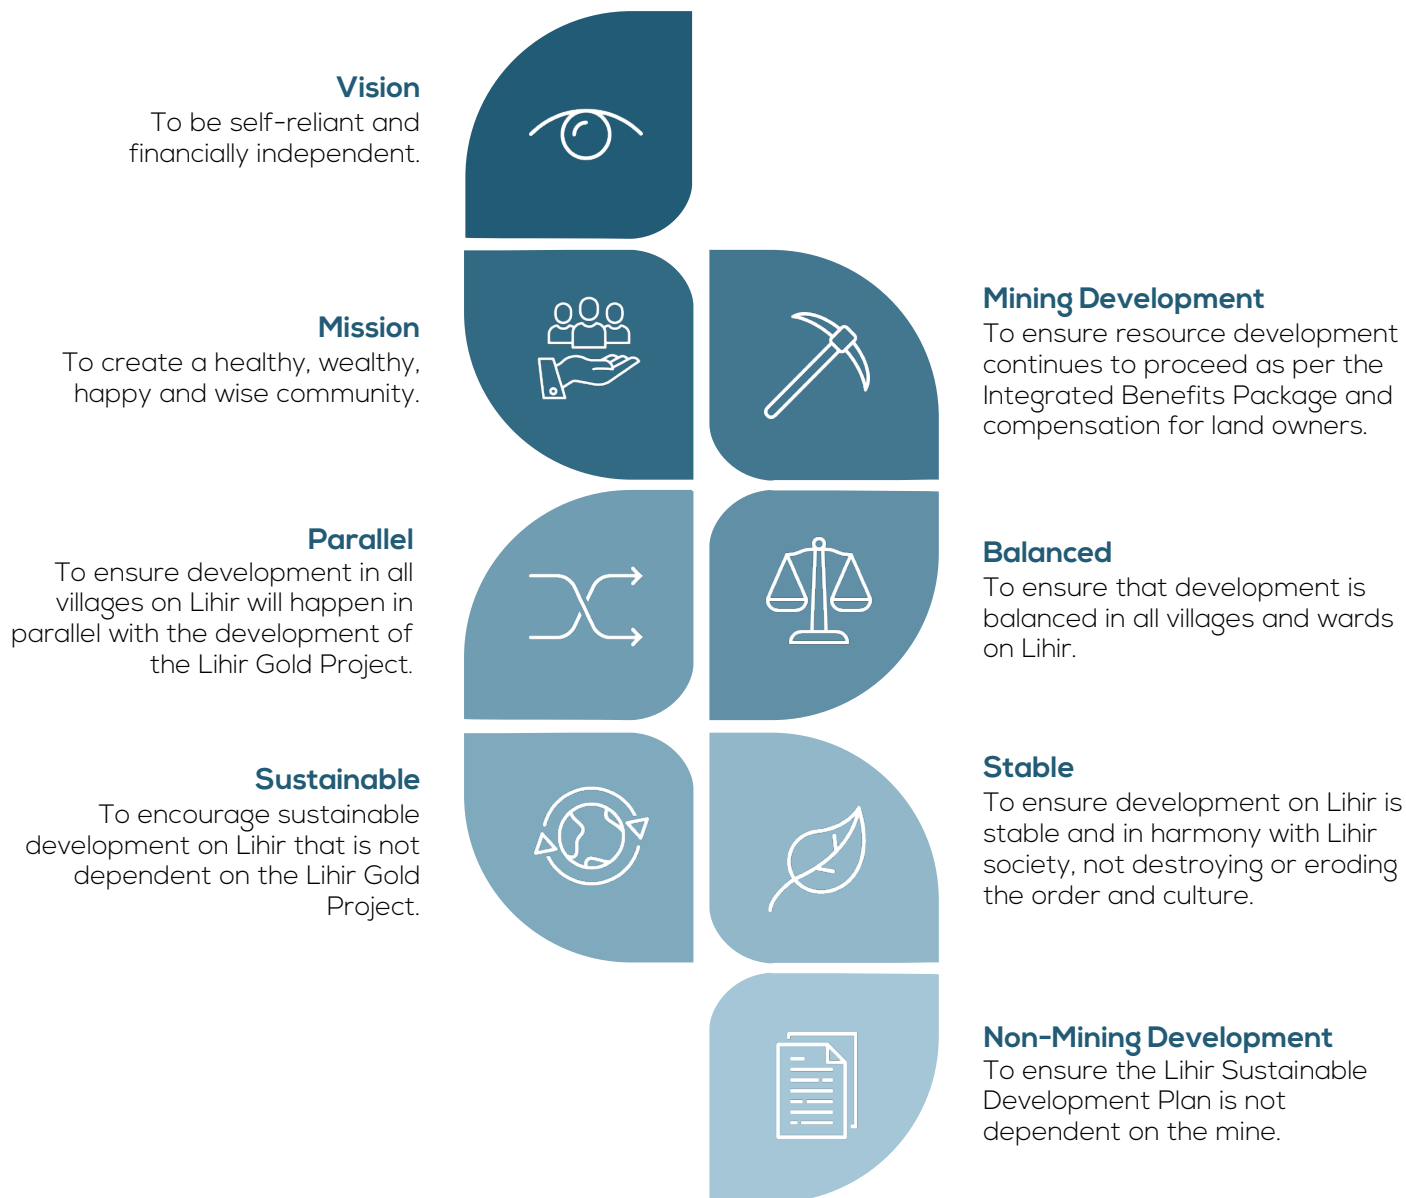 Vision
To be self-reliant and
financially independent.
Mission
To create a healthy, wealthy,
happy and wise community.
Mining Development
To ensure resource development
continues to proceed as per the
Integrated Benefits Package and
compensation for land owners.
Parallel
To ensure development in all
villages on Lihir will happen in
parallel with the development of
the Lihir Gold Project.
Balanced
To ensure that development is
balanced in all villages and wards
on Lihir.
Sustainable
To encourage sustainable
development on Lihir that is not
dependent on the Lihir Gold
Project.
Stable
To ensure development on Lihir is
stable and in harmony with Lihir
society, not destroying or eroding
the order and culture.
Non-Mining Development
To ensure the Lihir Sustainable
Development Plan is not
dependent on the mine.